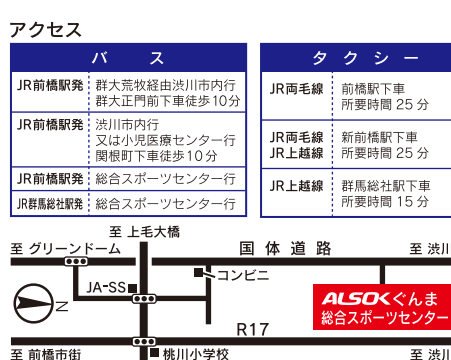 アクセス
バス
JR前橋駅発 群大荒牧経由渋川市内行
群大正門前下車徒歩10分
JR前橋駅発 渋川市内行
又は小児医療センター行
関根町下車徒歩10分
JR前橋駅発 総合スポーツセンター行
JR群馬総社駅発 総合スポーツセンター行
タクシー
JR両毛線 前橋駅下車
所要時間25分
JR両毛線 新前橋駅下車
JR上越線 所要時間25分
JR上越線 群馬総社駅下車
所要時間15分
至 上毛大橋
至 グリーンドーム 国体道路 至 渋川
コンビニ
JA-SS
N
ALSOKぐんま
総合スポーツセンター
R17
至 前橋市街 桃川小学校 至 渋川